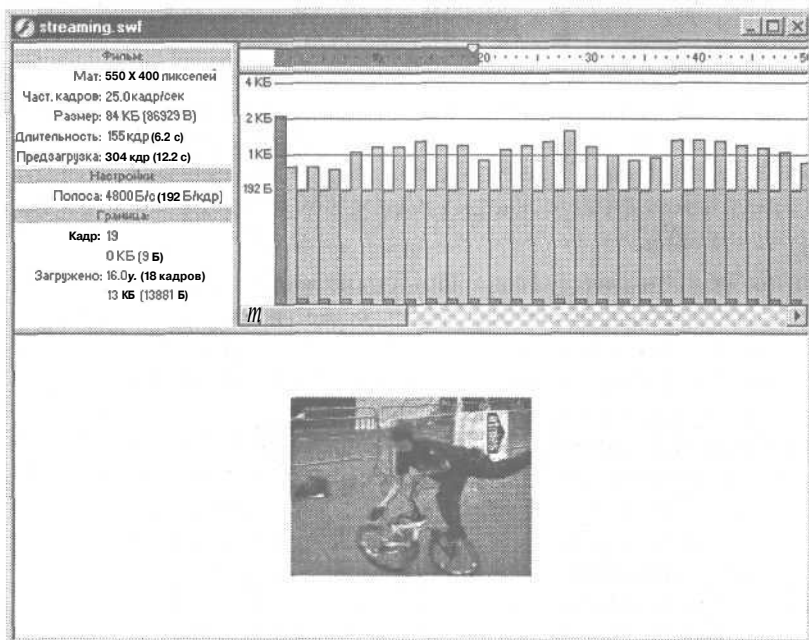 streaming.swf
Фильм:
Мат: 550 X 400 пикселей
Част. кадров: 25.0 кадр/сек
Размер: 84 КБ (86929 В)
Длительность: 155 кдр (6.2 с)
Предзагрузка: 304 кдр (12.2 с)
Настройки:
Полоса: 4800 Б/с (192 Б/кдр)
Граница:
Кадр: 19
0 КБ (9 Б)
Загружено: 16.0у. (18 кадров)
13 КБ (13881 Б)
20 30 40
4 КБ
2 КБ
1 КБ
192 Б
m